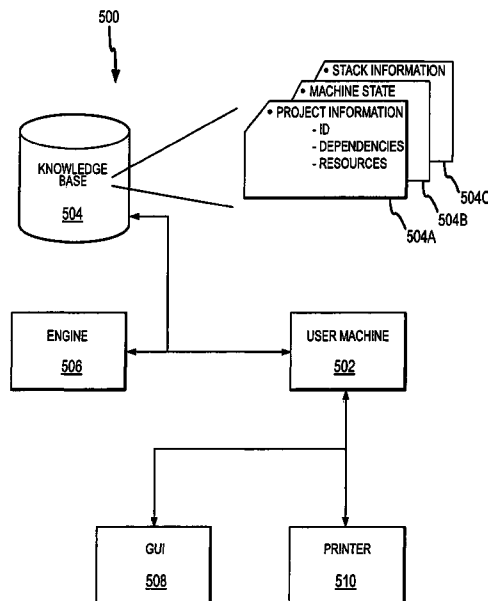 500
• STACK INFORMATION
• MACHINE STATE
• PROJECT INFORMATION
- ID
- DEPENDENCIES
- RESOURCES
KNOWLEDGE
BASE
504
504C
504B
504A
ENGINE
506
USER MACHINE
502
GUI
508
PRINTER
510